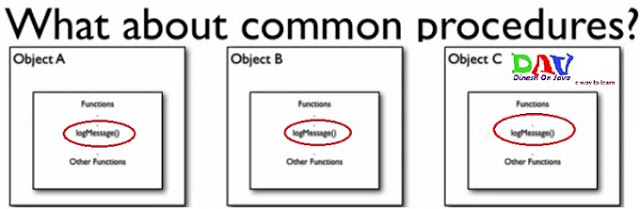 What about common procedures?
Object A
Functions
logMessage()
Other Functions
Object B
Functions
logMessage()
Other Functions
Object C
DAV
Dinesh On Java
a way to learn
Functions
logMessage()
Other Functions